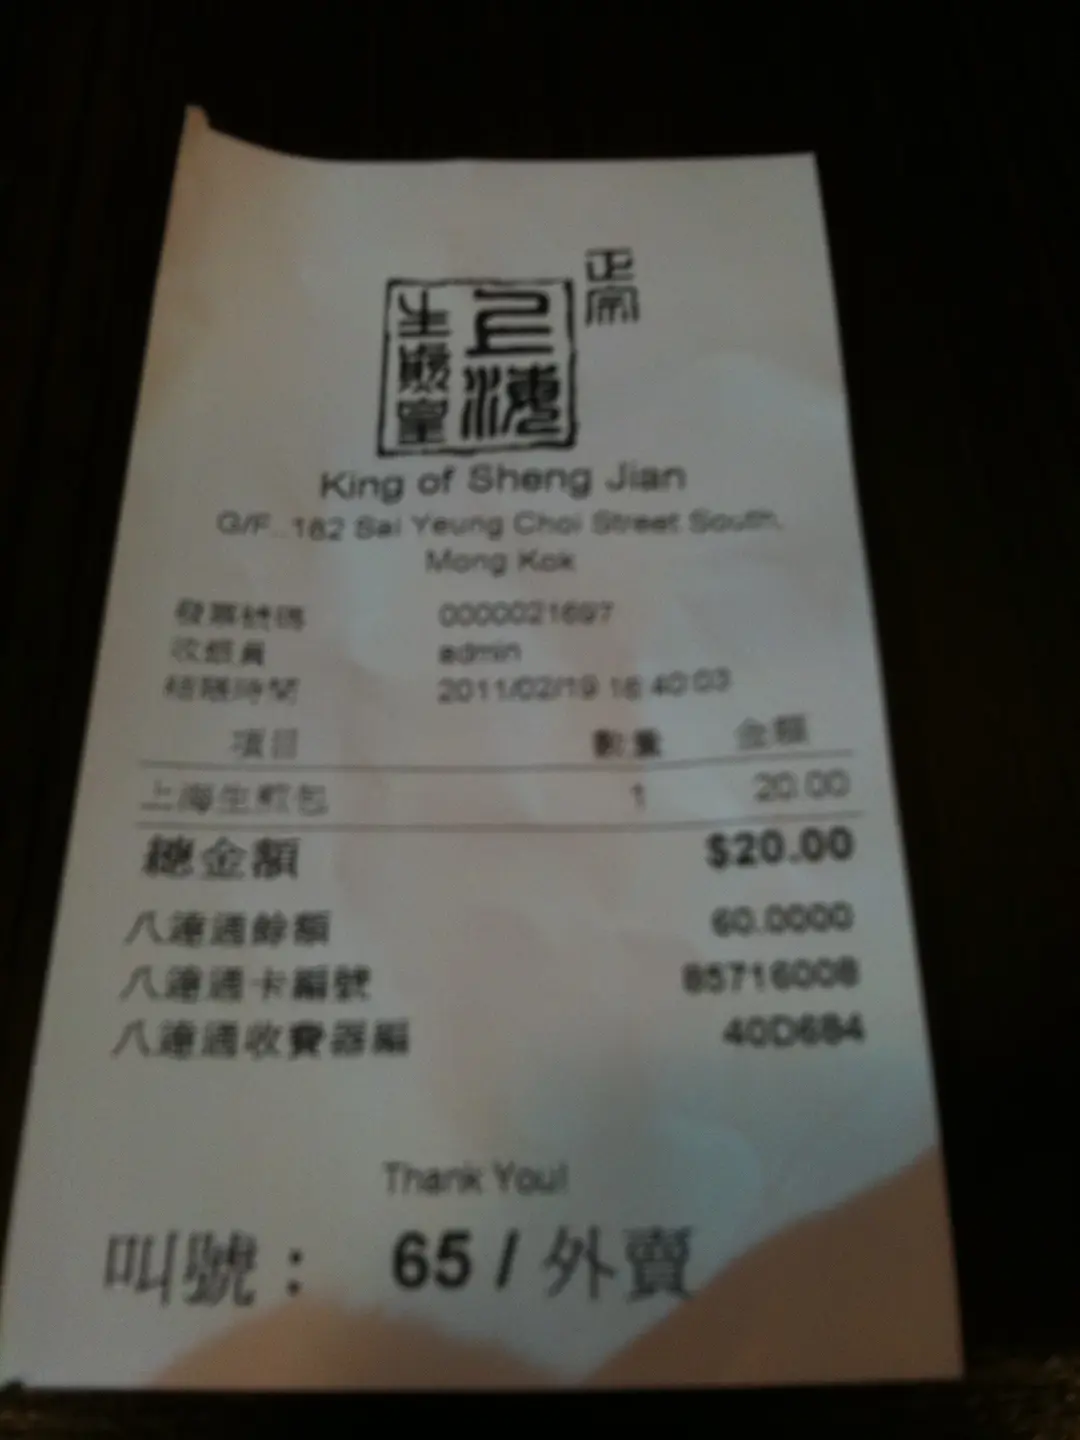 正宗
上海
生煎皇
King of Sheng Jian
G/F., 182 Sai Yeung Choi Street South,
Mong Kok
發票號碼 0000021697
收銀員 admin
結賬時間 2011/02/19 16:40:03
項目 數量 金額
上海生煎包 1 20.00
總金額 $20.00
八達通餘額 60.0000
八達通卡編號 85716008
八達通收費器編 40D684
Thank You!
叫號： 65 / 外賣